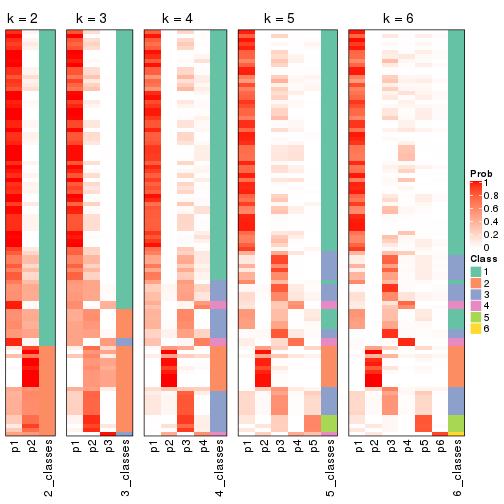 k = 2
k = 3
k = 4
k = 5
k = 6
Prob
1
0.8
0.6
0.4
0.2
0
Class
1
2
3
4
5
6
p1
p2
2_classes
p1
p2
p3
3_classes
p1
p2
p3
p4
4_classes
p1
p2
p3
p4
p5
5_classes
p1
p2
p3
p4
p5
p6
6_classes